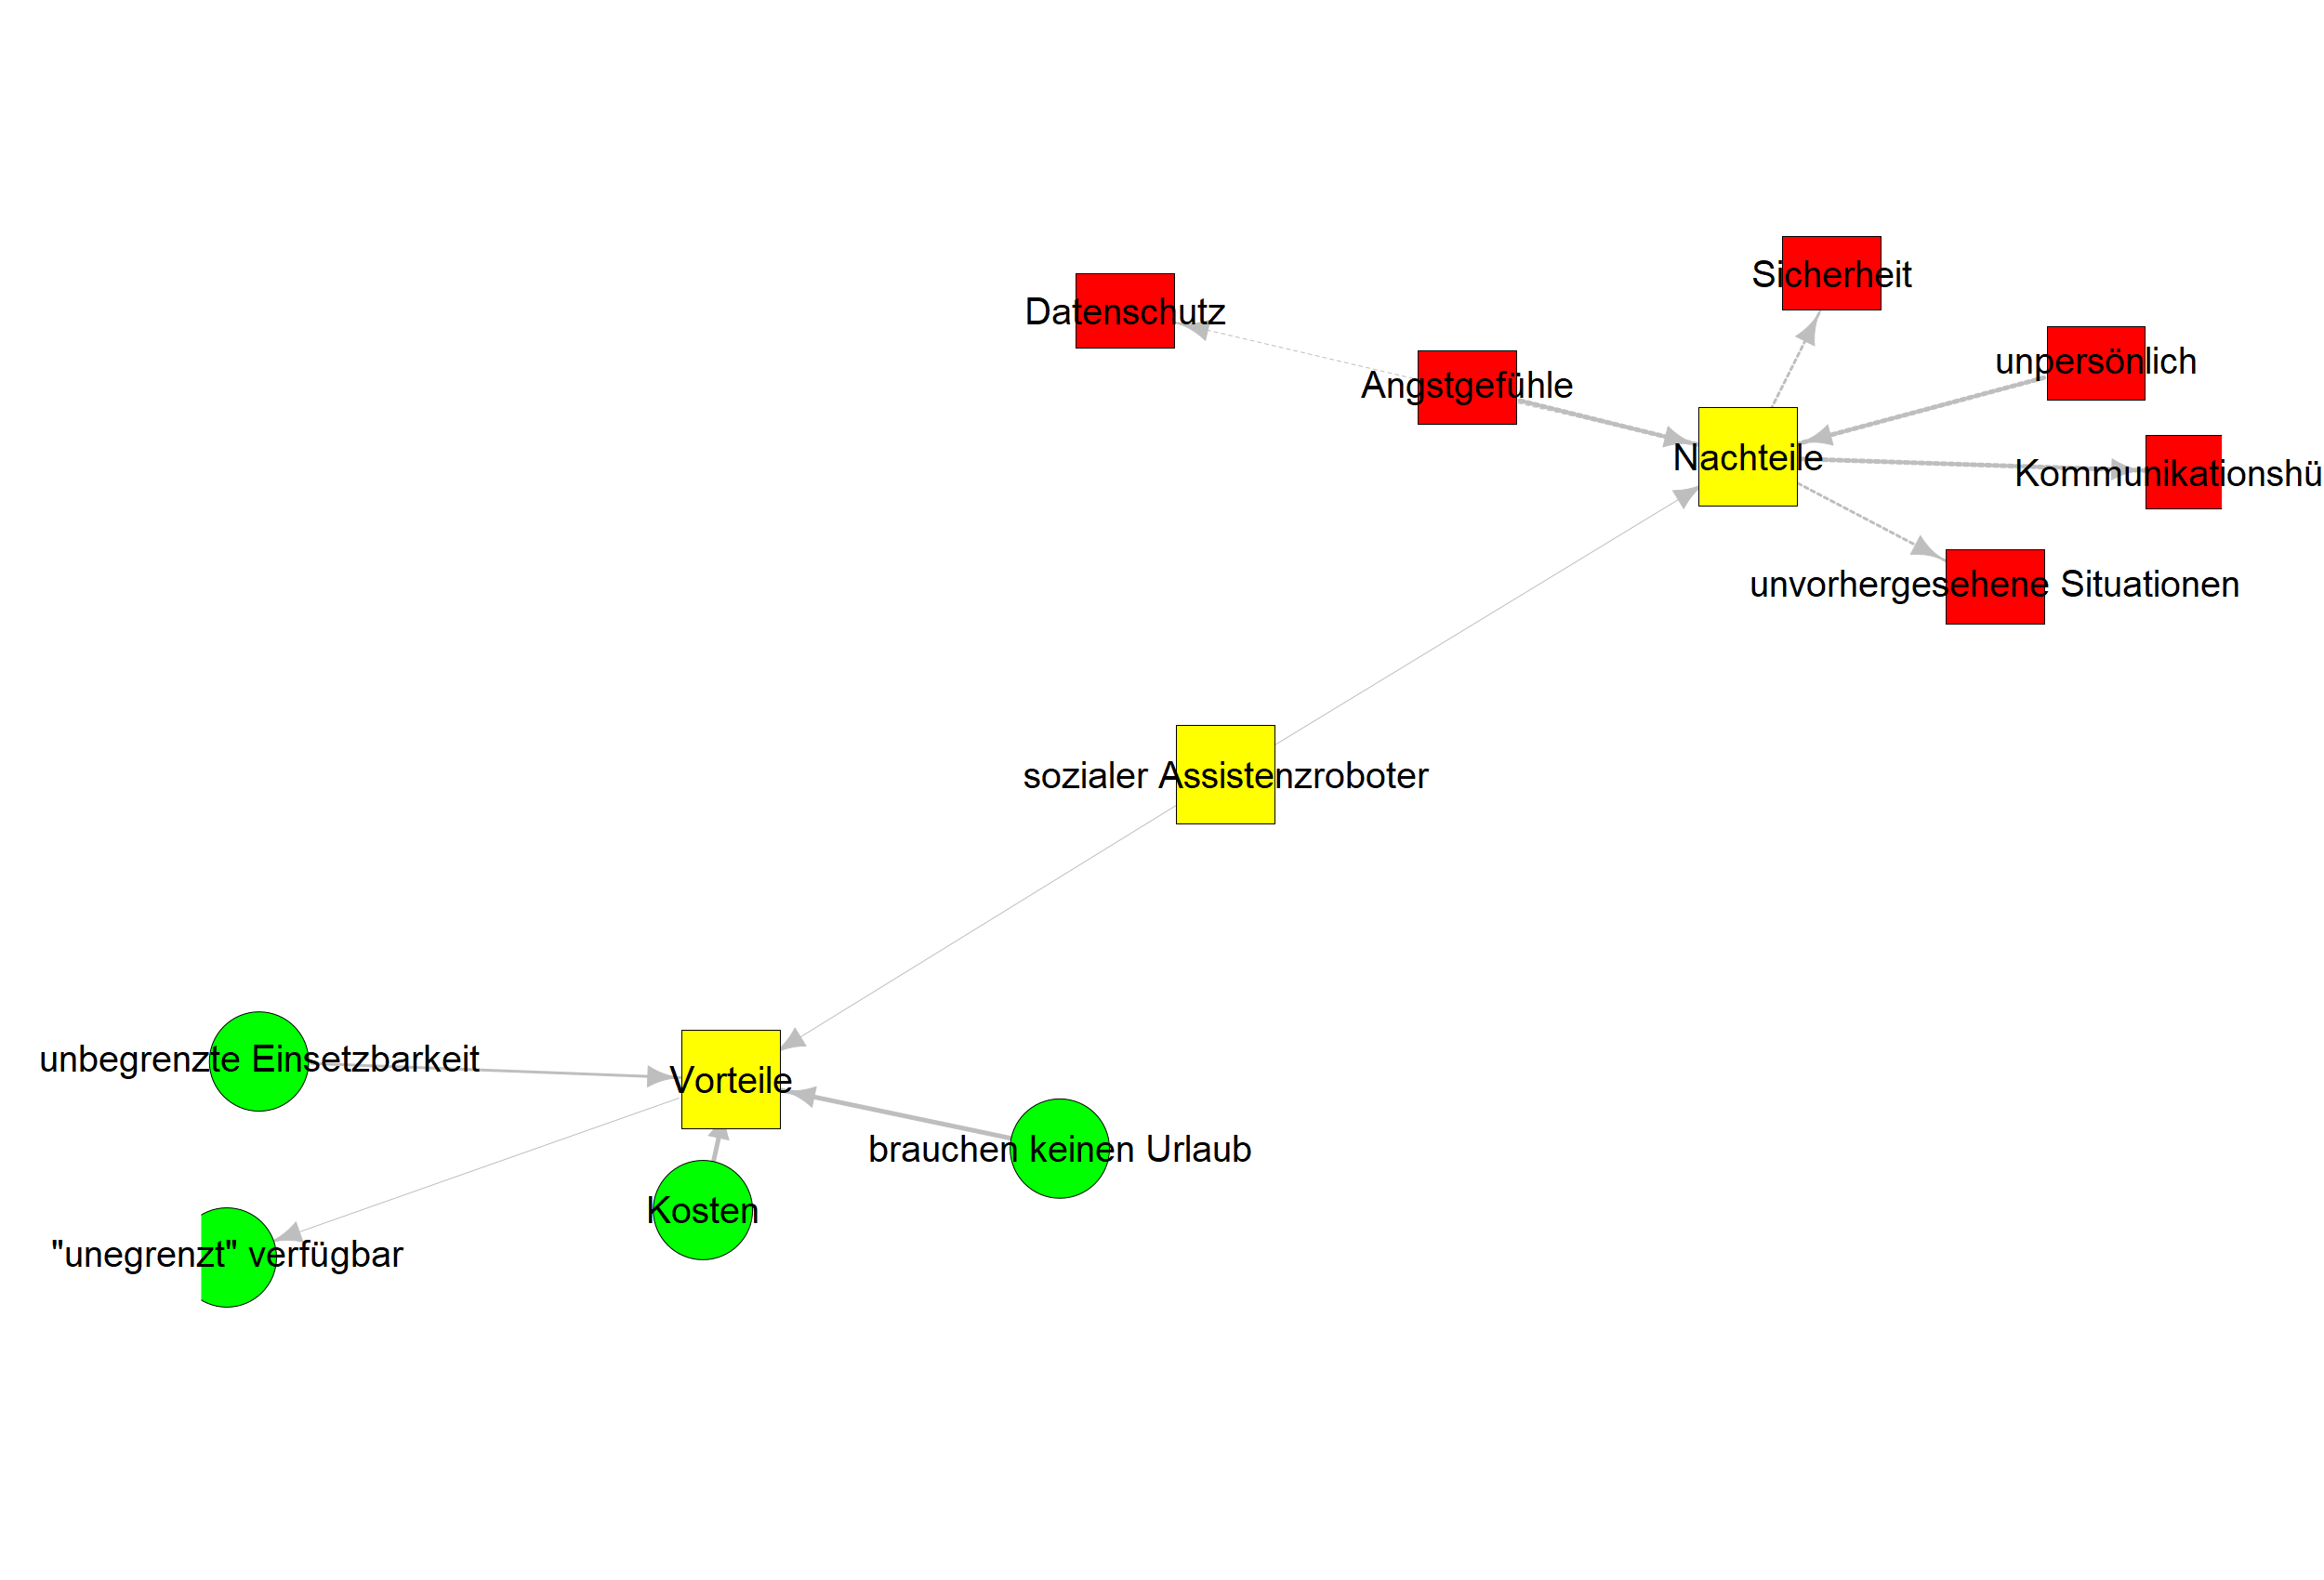 Sicherheit
Datenschutz
unpersönlich
Angstgefühle
Nachteile
Kommunikationshü
unvorhergesehene Situationen
sozialer Assistenzroboter
unbegrenzte Einsetzbarkeit
Vorteile
brauchen keinen Urlaub
Kosten
"unegrenzt" verfügbar